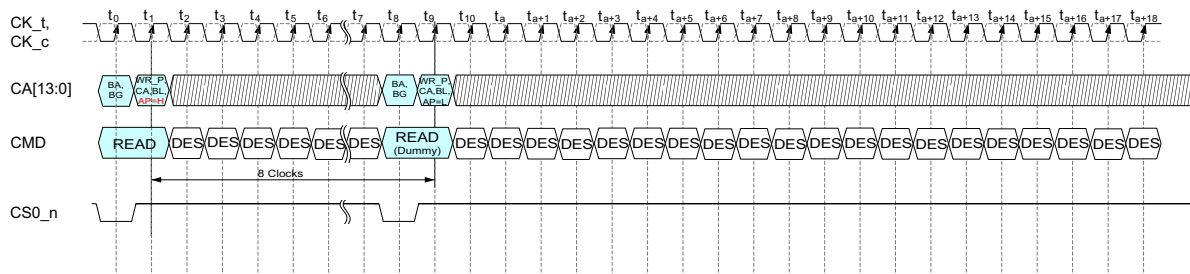 CK_t, t0 t1 t2 t3 t4 t5 t6 t7 t8 t9 t10 ta ta+1 ta+2 ta+3 ta+4 ta+5 ta+6 ta+7 ta+8 ta+9 ta+10 ta+11 ta+12 ta+13 ta+14 ta+15 ta+16 ta+17 ta+18
CK_c
CA[13:0]
BA,
BG
WR_P,
CA,BL,
AP=H
BA,
BG
WR_P,
CA,BL,
AP=L
CMD READ DES DES DES DES DES DES READ DES DES DES DES DES DES DES DES DES DES DES DES DES DES DES DES DES DES DES DES
(Dummy)
8 Clocks
CS0_n